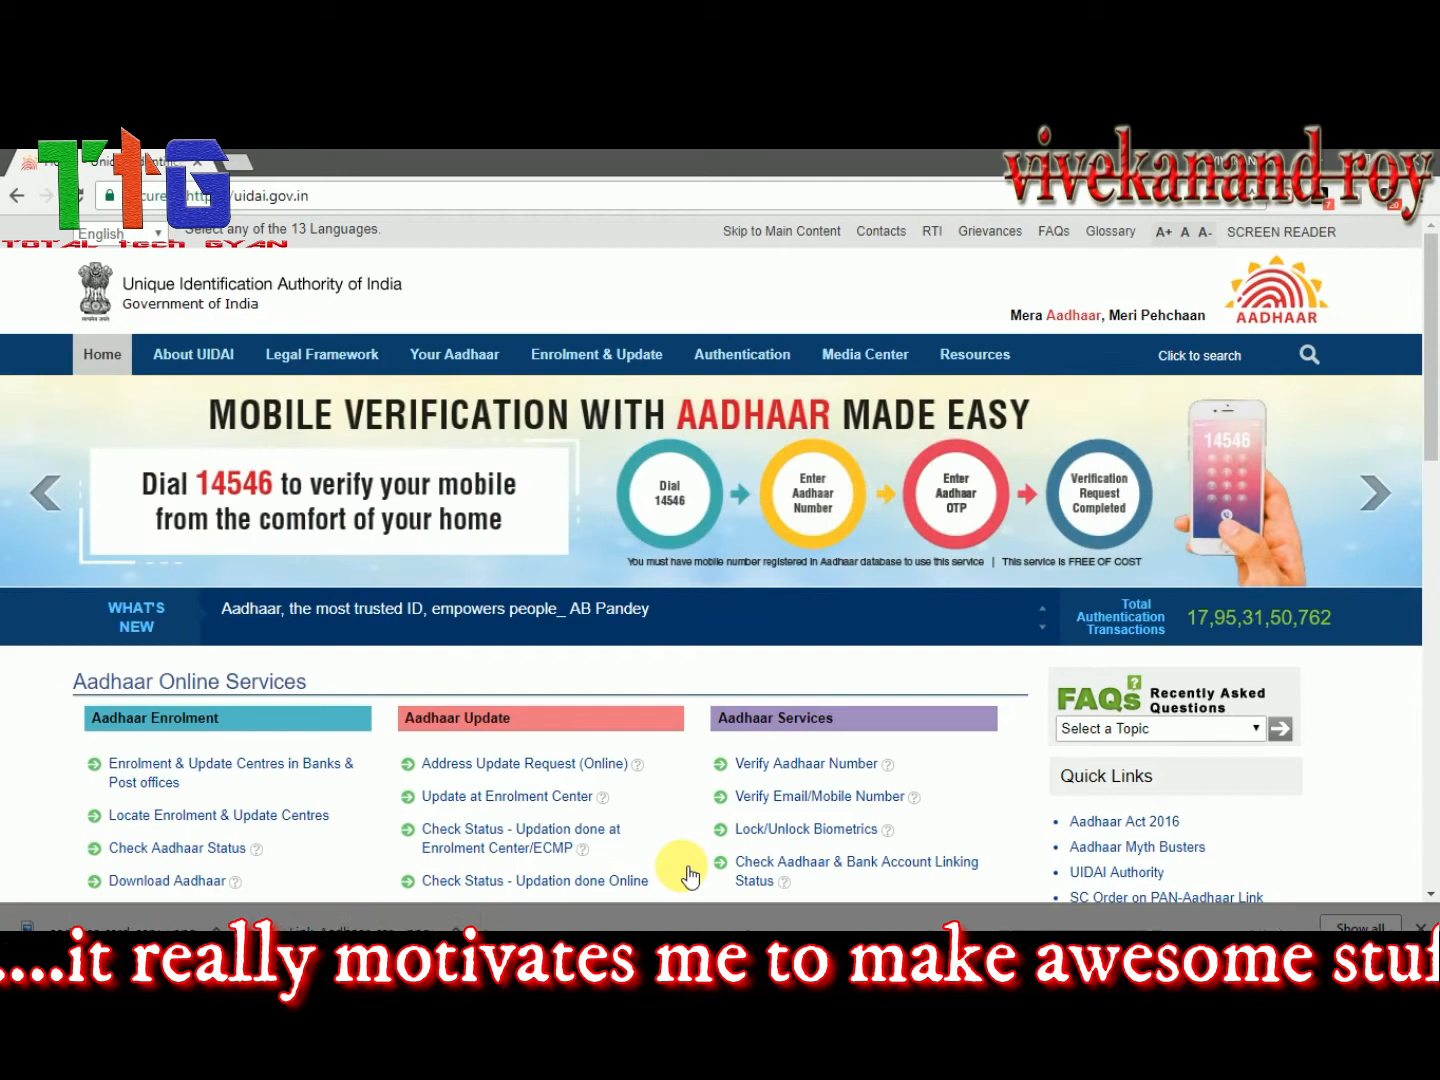 TTG
TOTAL Tech GYAN
vivekanand roy
uidai.gov.in
English
Select any of the 13 Languages.
Skip to Main Content
Contacts
RTI
Grievances
FAQs
Glossary
A+ A A-
SCREEN READER
Unique Identification Authority of India
Government of India
Mera Aadhaar, Meri Pehchaan
AADHAAR
Home
About UIDAI
Legal Framework
Your Aadhaar
Enrolment & Update
Authentication
Media Center
Resources
Click to search
MOBILE VERIFICATION WITH AADHAAR MADE EASY
Dial 14546 to verify your mobile
from the comfort of your home
Dial
14546
Enter
Aadhaar
Number
Enter
Aadhaar
OTP
Verification
Request
Completed
14546
You must have mobile number registered in Aadhaar database to use this service | This service is FREE OF COST
WHAT'S
NEW
Aadhaar, the most trusted ID, empowers people_ AB Pandey
Total
Authentication
Transactions
17,95,31,50,762
Aadhaar Online Services
Aadhaar Enrolment
Enrolment & Update Centres in Banks &
Post offices
Locate Enrolment & Update Centres
Check Aadhaar Status
Download Aadhaar
Aadhaar Update
Address Update Request (Online)
Update at Enrolment Center
Check Status - Updation done at
Enrolment Center/ECMP
Check Status - Updation done Online
Aadhaar Services
Verify Aadhaar Number
Verify Email/Mobile Number
Lock/Unlock Biometrics
Check Aadhaar & Bank Account Linking
Status
FAQs
Recently Asked
Questions
Select a Topic
Quick Links
Aadhaar Act 2016
Aadhaar Myth Busters
UIDAI Authority
SC Order on PAN-Aadhaar Link
Show all
....it really motivates me to make awesome stuf